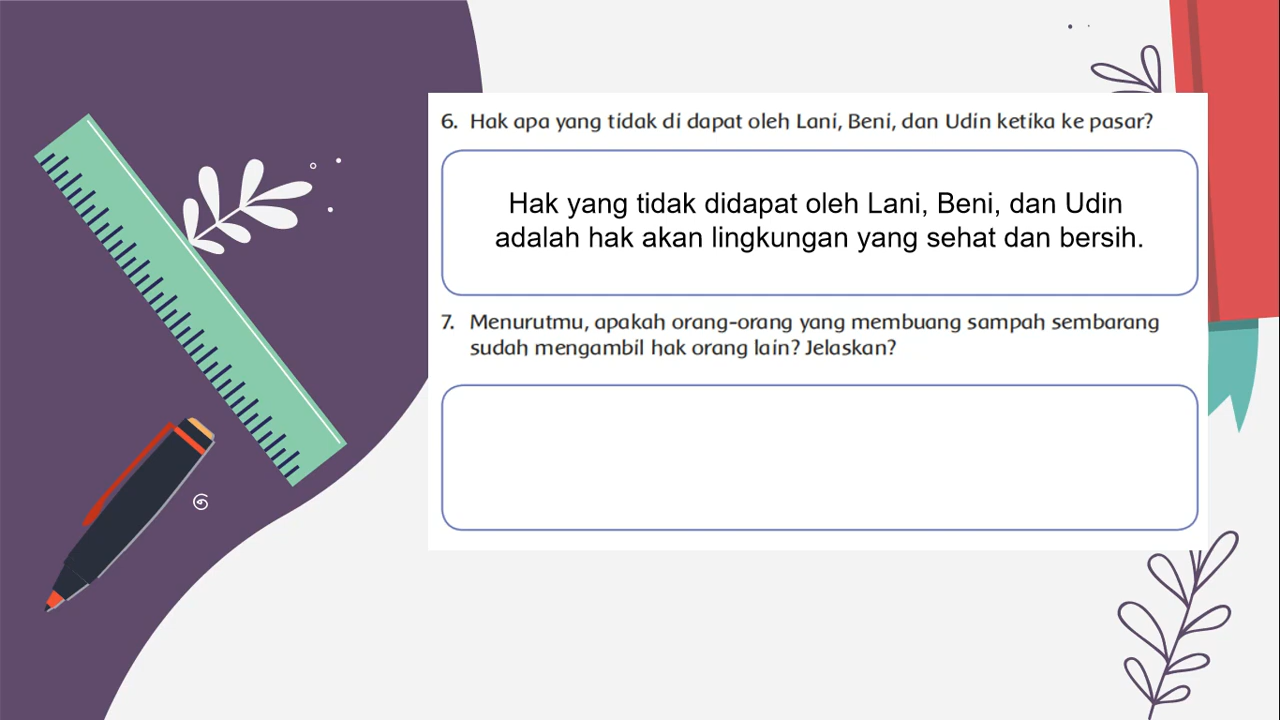 6. Hak apa yang tidak di dapat oleh Lani, Beni, dan Udin ketika ke pasar?
Hak yang tidak didapat oleh Lani, Beni, dan Udin
adalah hak akan lingkungan yang sehat dan bersih.
7. Menurutmu, apakah orang-orang yang membuang sampah sembarang
sudah mengambil hak orang lain? Jelaskan?